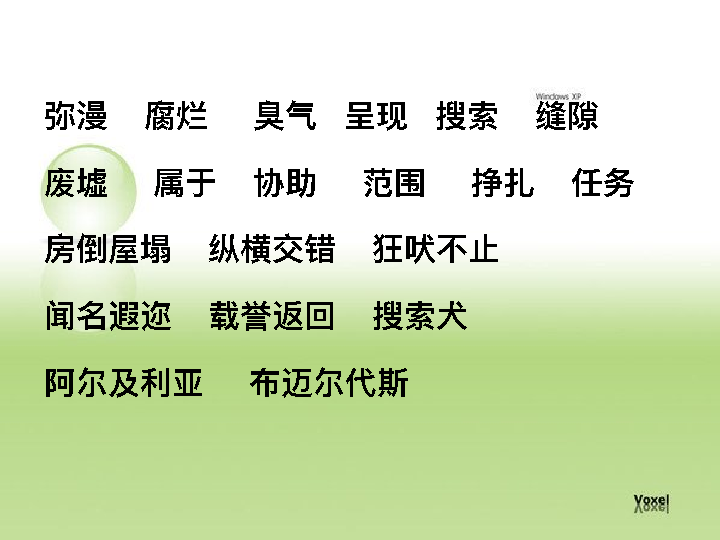 Windows XP
弥漫 腐烂 臭气 呈现 搜索 缝隙
废墟 属于 协助 范围 挣扎 任务
房倒屋塌 纵横交错 狂吠不止
闻名遐迩 载誉返回 搜索犬
阿尔及利亚 布迈尔代斯
Voxel